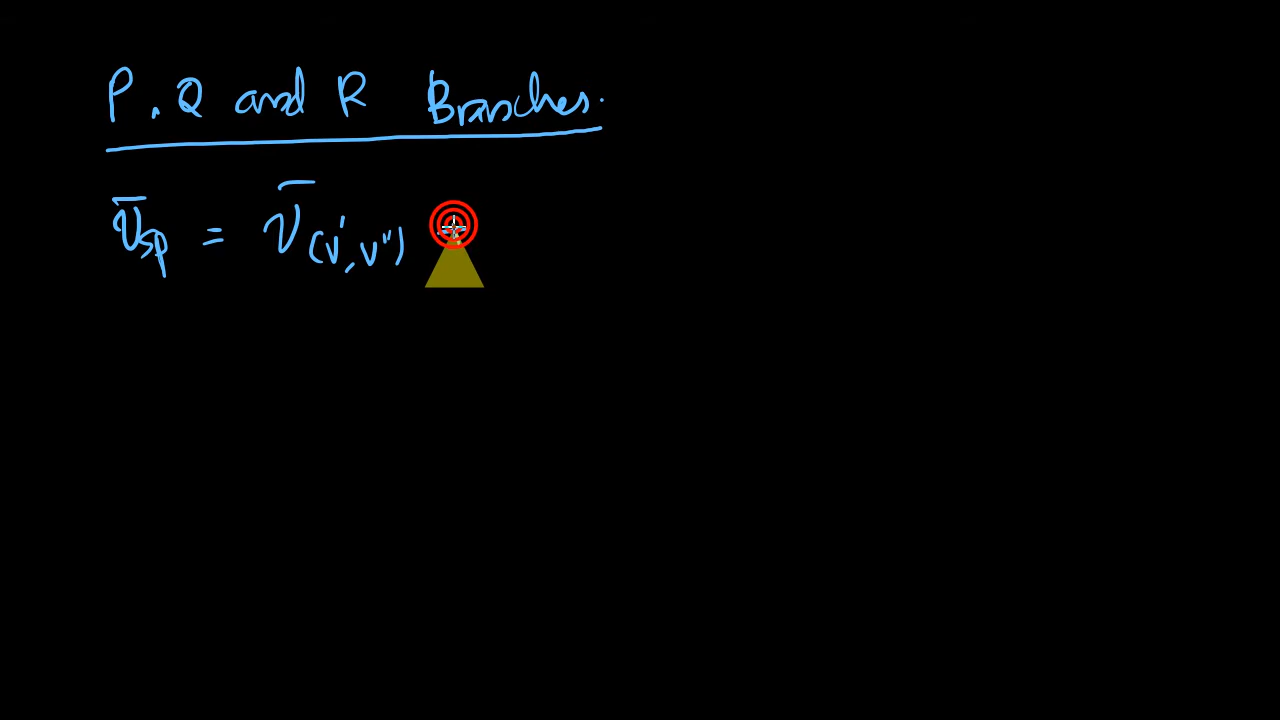 P, Q and R Branches.
ν̅sp = ν̅(v', v'') +